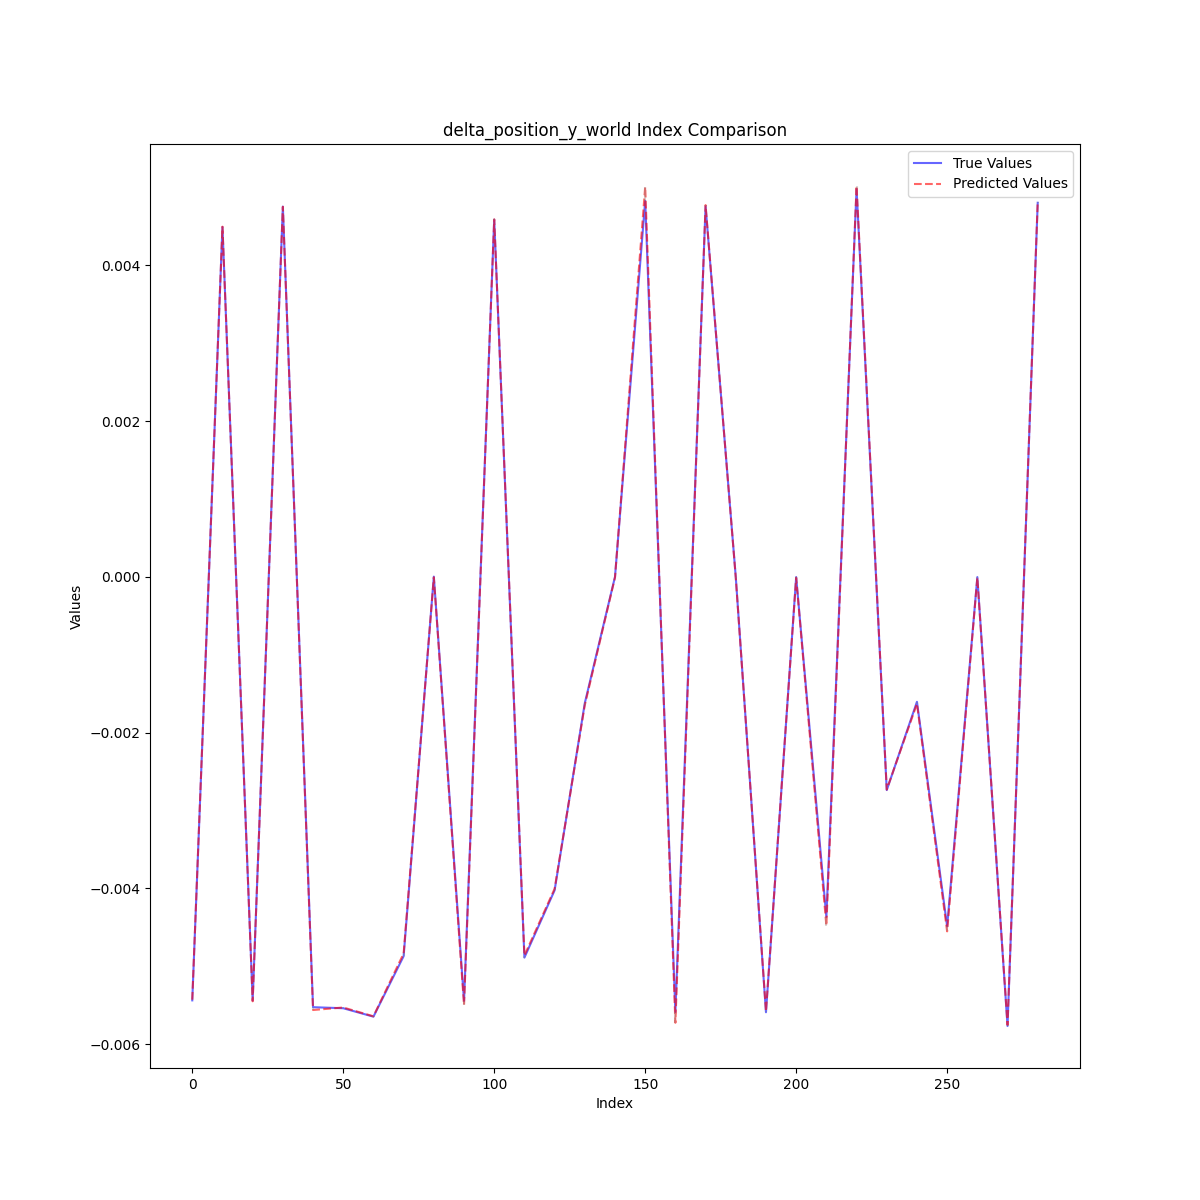 delta_position_y_world Index Comparison
True Values
Predicted Values
0.004
0.002
0.000
−0.002
−0.004
−0.006
Values
0 50 100 150 200 250
Index